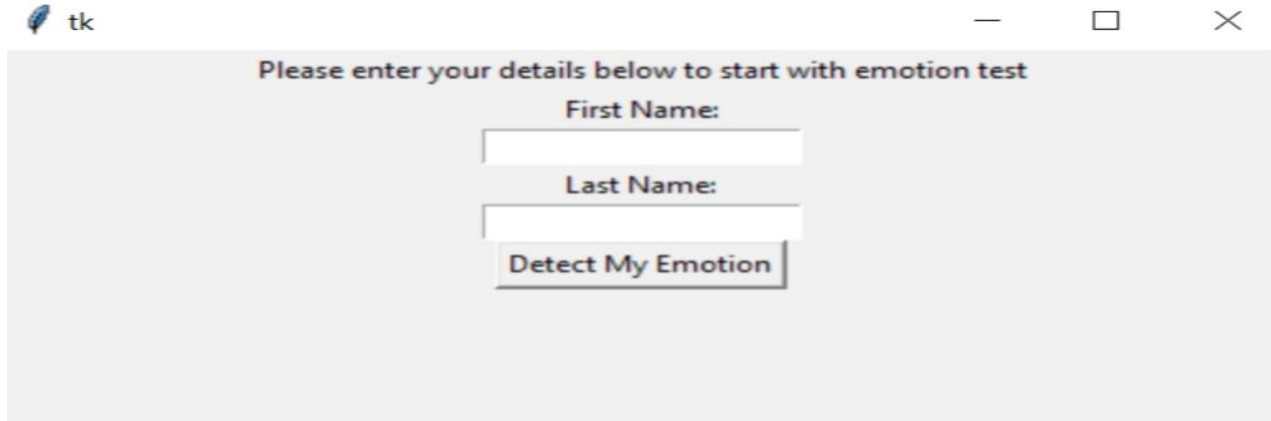 tk
Please enter your details below to start with emotion test
First Name:
Last Name:
Detect My Emotion